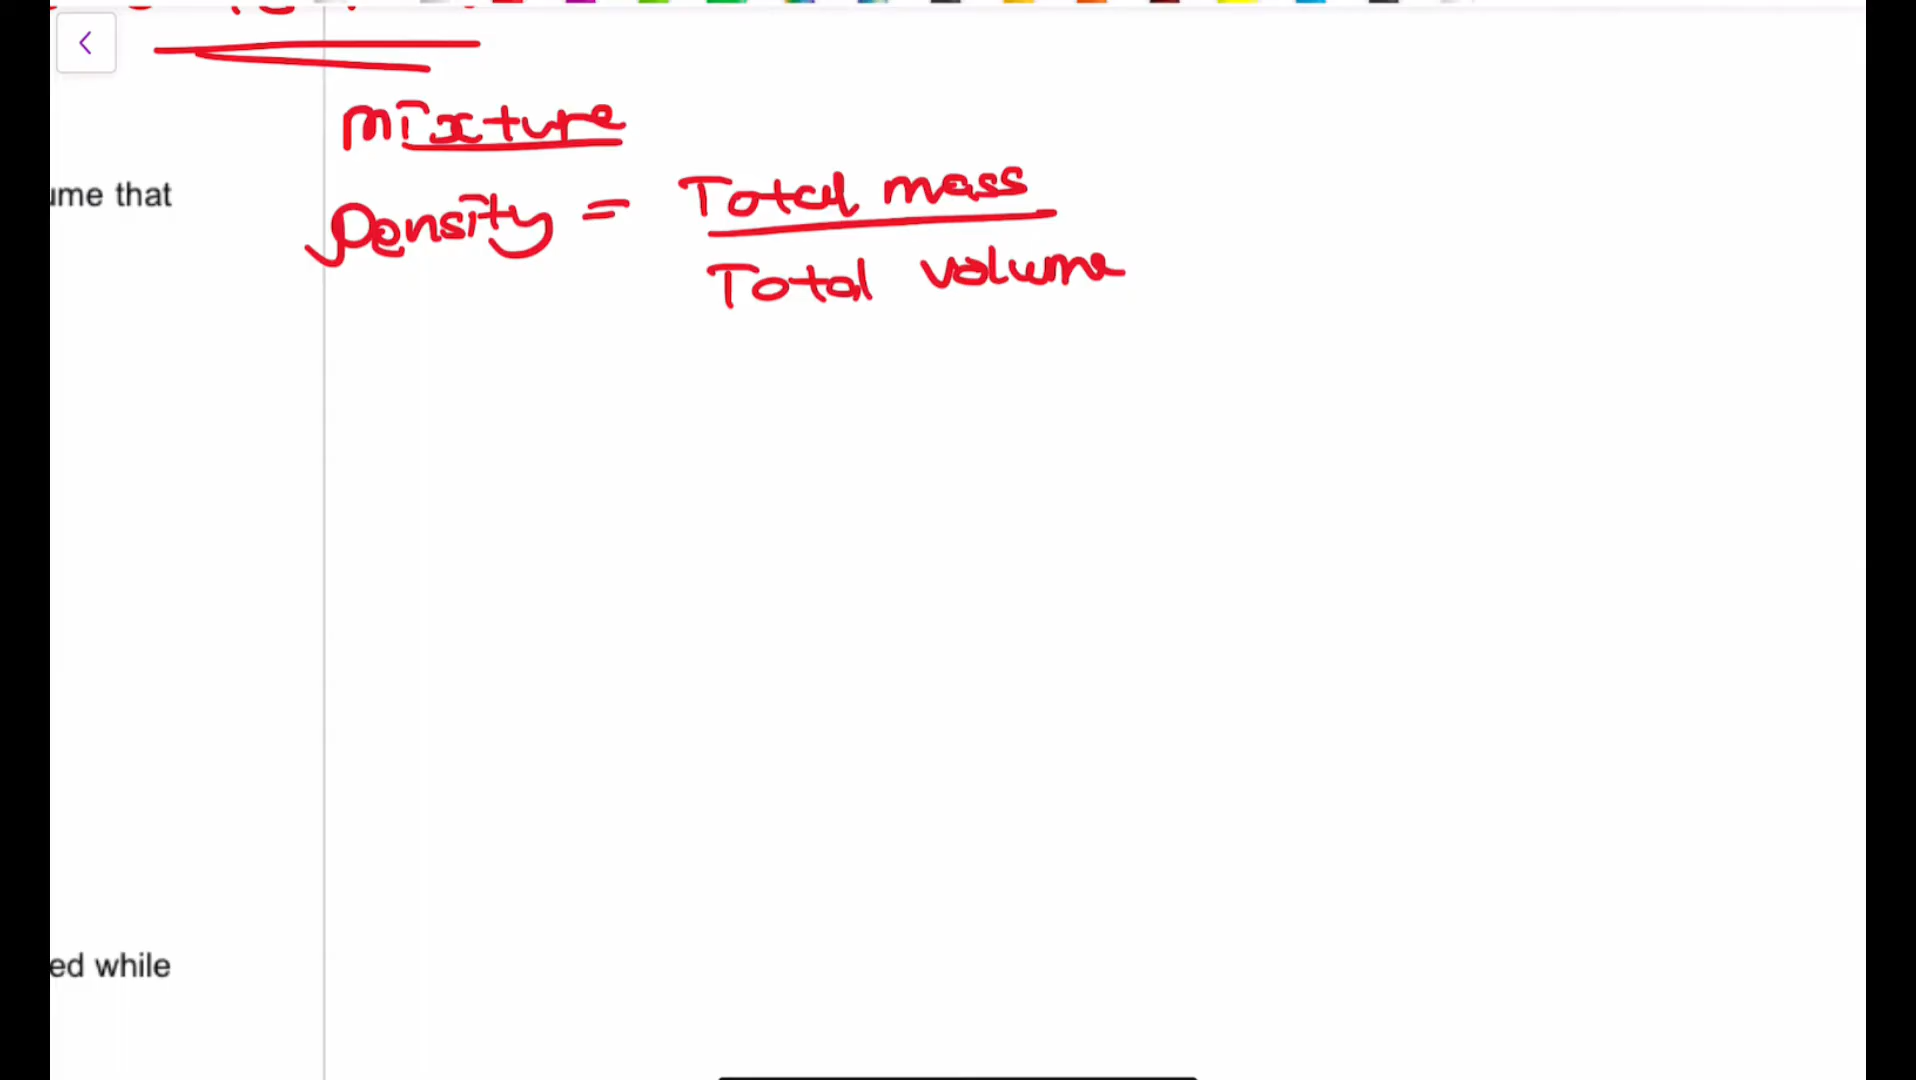 mixture
ume that
Density = Total mass
Total volume
ed while